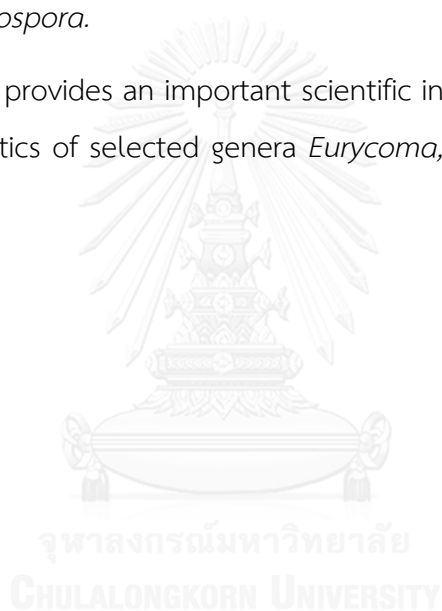 ospora.
provides an important scientific in
tics of selected genera Eurycoma,
จุฬาลงกรณ์มหาวิทยาลัย
CHULALONGKORN UNIVERSITY